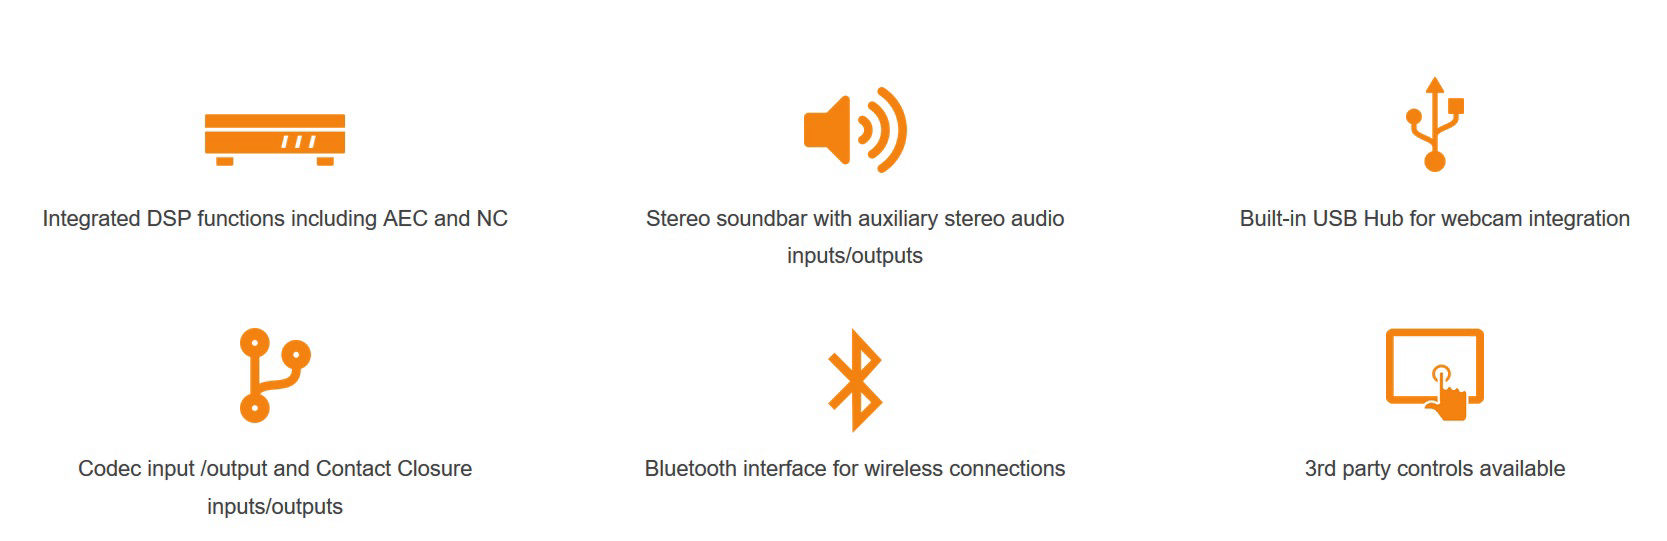 Integrated DSP functions including AEC and NC
Stereo soundbar with auxiliary stereo audio
inputs/outputs
Built-in USB Hub for webcam integration
Codec input /output and Contact Closure
inputs/outputs
Bluetooth interface for wireless connections
3rd party controls available